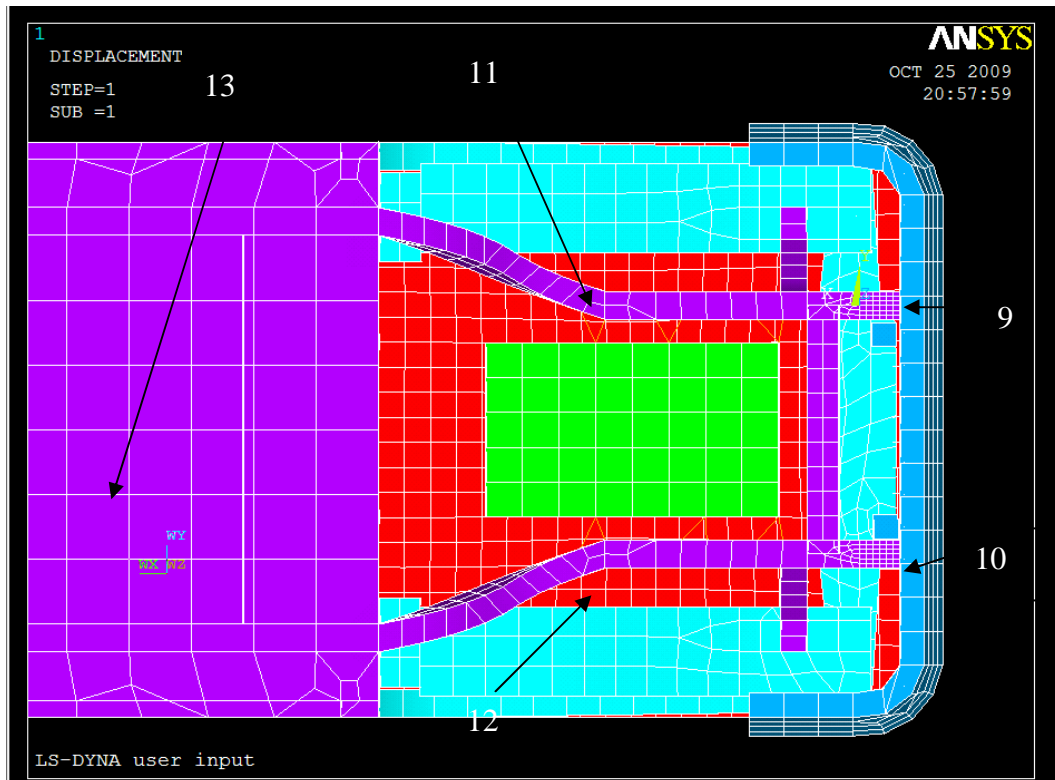 1
ANSYS
DISPLACEMENT
OCT 25 2009
STEP=1
20:57:59
SUB =1
13
11
Y
X
9
WY
WX WZ
10
12
LS-DYNA user input